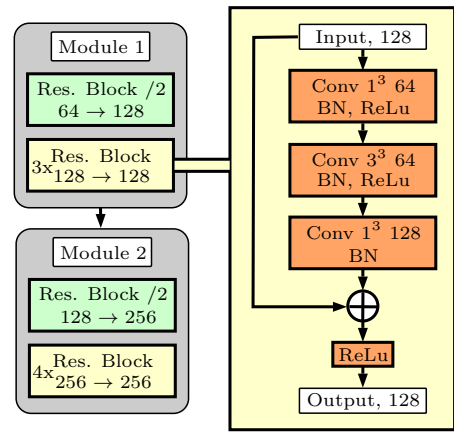 Module 1
Res. Block /2
64 → 128
3x Res. Block
128 → 128
Module 2
Res. Block /2
128 → 256
4x Res. Block
256 → 256
Input, 128
Conv 1³ 64
BN, ReLu
Conv 3³ 64
BN, ReLu
Conv 1³ 128
BN
ReLu
Output, 128